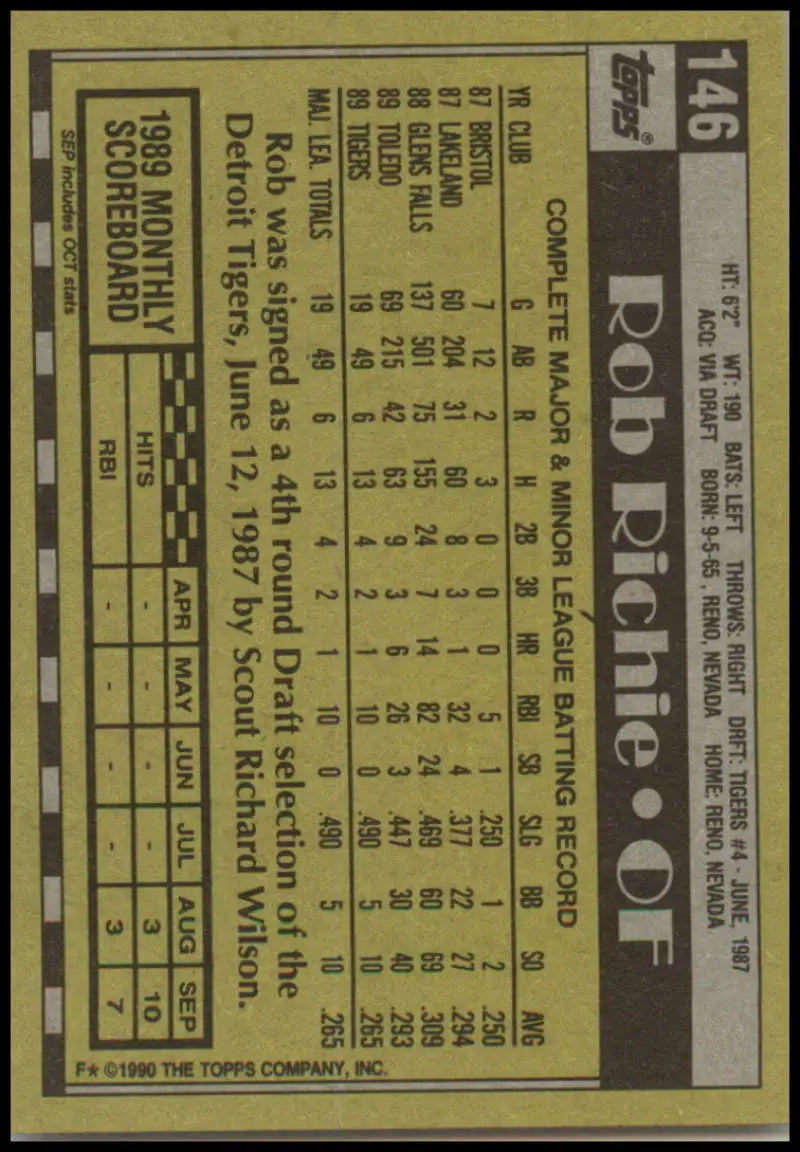 146
HT: 6'2" WT: 190 BATS: LEFT THROWS: RIGHT DRFT: TIGERS #4 - JUNE, 1987
ACQ: VIA DRAFT BORN: 9-5-65, RENO, NEVADA HOME: RENO, NEVADA
topps®
Rob Richie • OF
COMPLETE MAJOR & MINOR LEAGUE BATTING RECORD
YR CLUB G AB R H 2B 3B HR RBI SB SLG BB SO AVG
87 BRISTOL 7 12 2 3 0 0 0 5 1 .250 1 2 .250
87 LAKELAND 60 204 31 60 8 3 1 32 4 .377 22 27 .294
88 GLENS FALLS 137 501 75 155 24 7 14 82 24 .469 60 69 .309
89 TOLEDO 69 215 42 63 9 3 6 26 3 .447 30 40 .293
89 TIGERS 19 49 6 13 4 2 1 10 0 .490 5 10 .265
MAJ. LEA. TOTALS 19 49 6 13 4 2 1 10 0 .490 5 10 .265
Rob was signed as a 4th round Draft selection of the
Detroit Tigers, June 12, 1987 by Scout Richard Wilson.
1989 MONTHLY
SCOREBOARD
APR MAY JUN JUL AUG SEP
HITS - - - - 3 10
RBI - - - - 3 7
SEP includes OCT stats
F★ ©1990 THE TOPPS COMPANY, INC.